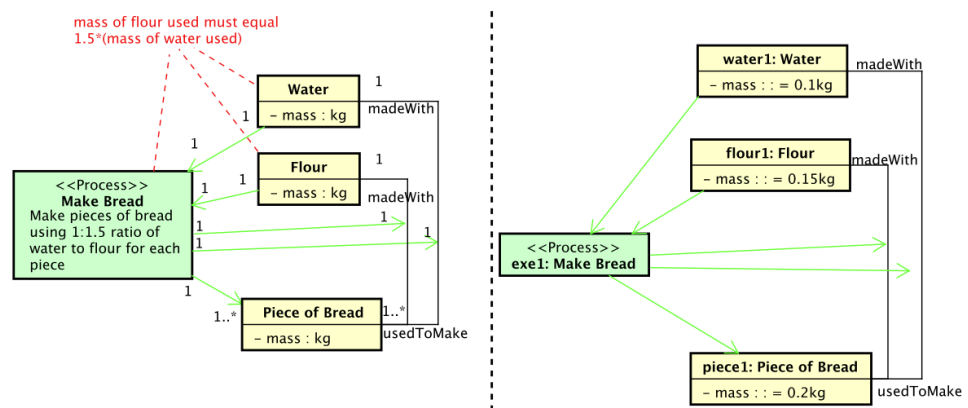 mass of flour used must equal
1.5*(mass of water used)
Water
- mass : kg
1
madeWith
1
1
Flour
- mass : kg
1
madeWith
1
1
<<Process>>
Make Bread
Make pieces of bread
using 1:1.5 ratio of
water to flour for each
piece
1
1
1
1
1
1..*
Piece of Bread
- mass : kg
1..*
usedToMake
water1: Water
- mass : : = 0.1kg
madeWith
flour1: Flour
- mass : : = 0.15kg
madeWith
<<Process>>
exe1: Make Bread
piece1: Piece of Bread
- mass : : = 0.2kg
usedToMake